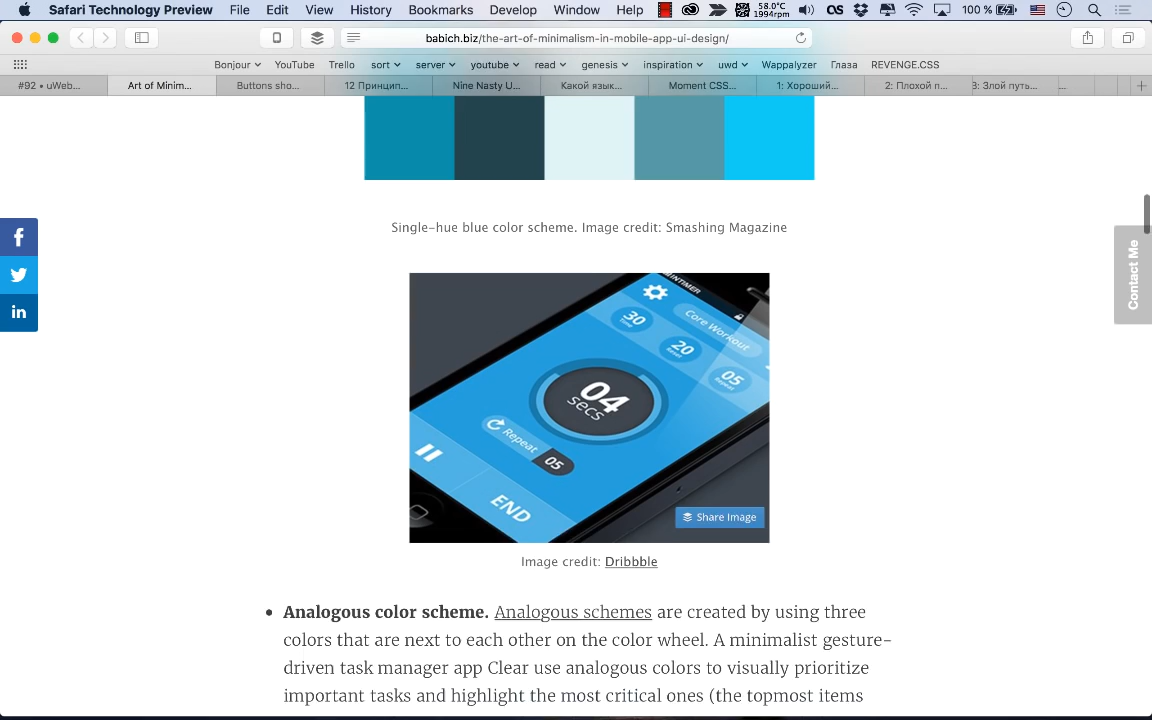 Safari Technology Preview File Edit View History Bookmarks Develop Window Help 58.0°C 1994rpm 100 %
babich.biz/the-art-of-minimalism-in-mobile-app-ui-design/
Bonjour YouTube Trello sort server youtube read genesis inspiration uwd Wappalyzer Глаза REVENGE.CSS
#92 • uWeb... Art of Minim... Buttons sho... 12 Принцип... Nine Nasty U... Какой язык... Moment CSS... 1: Хороший... 2: Плохой п... 3: Злой путь... ...
Single-hue blue color scheme. Image credit: Smashing Magazine
Contact Me
Core Workout
30
20
05
Repeat
04
secs
Repeat 05
END
Share Image
Image credit: Dribbble
• Analogous color scheme. Analogous schemes are created by using three
colors that are next to each other on the color wheel. A minimalist gesture-
driven task manager app Clear use analogous colors to visually prioritize
important tasks and highlight the most critical ones (the topmost items